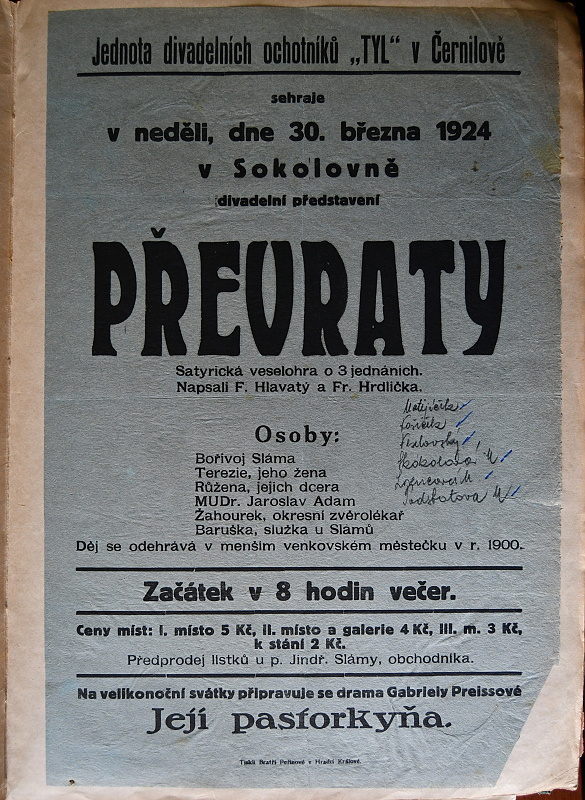 Jednota divadelních ochotníků „TYL“ v Černilově
sehraje
v neděli, dne 30. března 1924
v Sokolovně
divadelní představení
PŘEVRATY
Satyrická veselohra o 3 jednáních.
Napsali F. Hlavatý a Fr. Hrdlička.
Osoby:
Bořivoj Sláma
Terezie, jeho žena
Růžena, jejich dcera
MUDr. Jaroslav Adam
Žahourek, okresní zvěrolékař
Baruška, služka u Slámů
Děj se odehrává v menším venkovském městečku v r. 1900.
Začátek v 8 hodin večer.
Ceny míst: I. místo 5 Kč, II. místo a galerie 4 Kč, III. m. 3 Kč,
k stání 2 Kč.
Předprodej lístků u p. Jindř. Slámy, obchodníka.
Na velikonoční svátky připravuje se drama Gabriely Preissové
Její pastorkyňa.
Tiskli Bratři Peřinové v Hradci Králové.